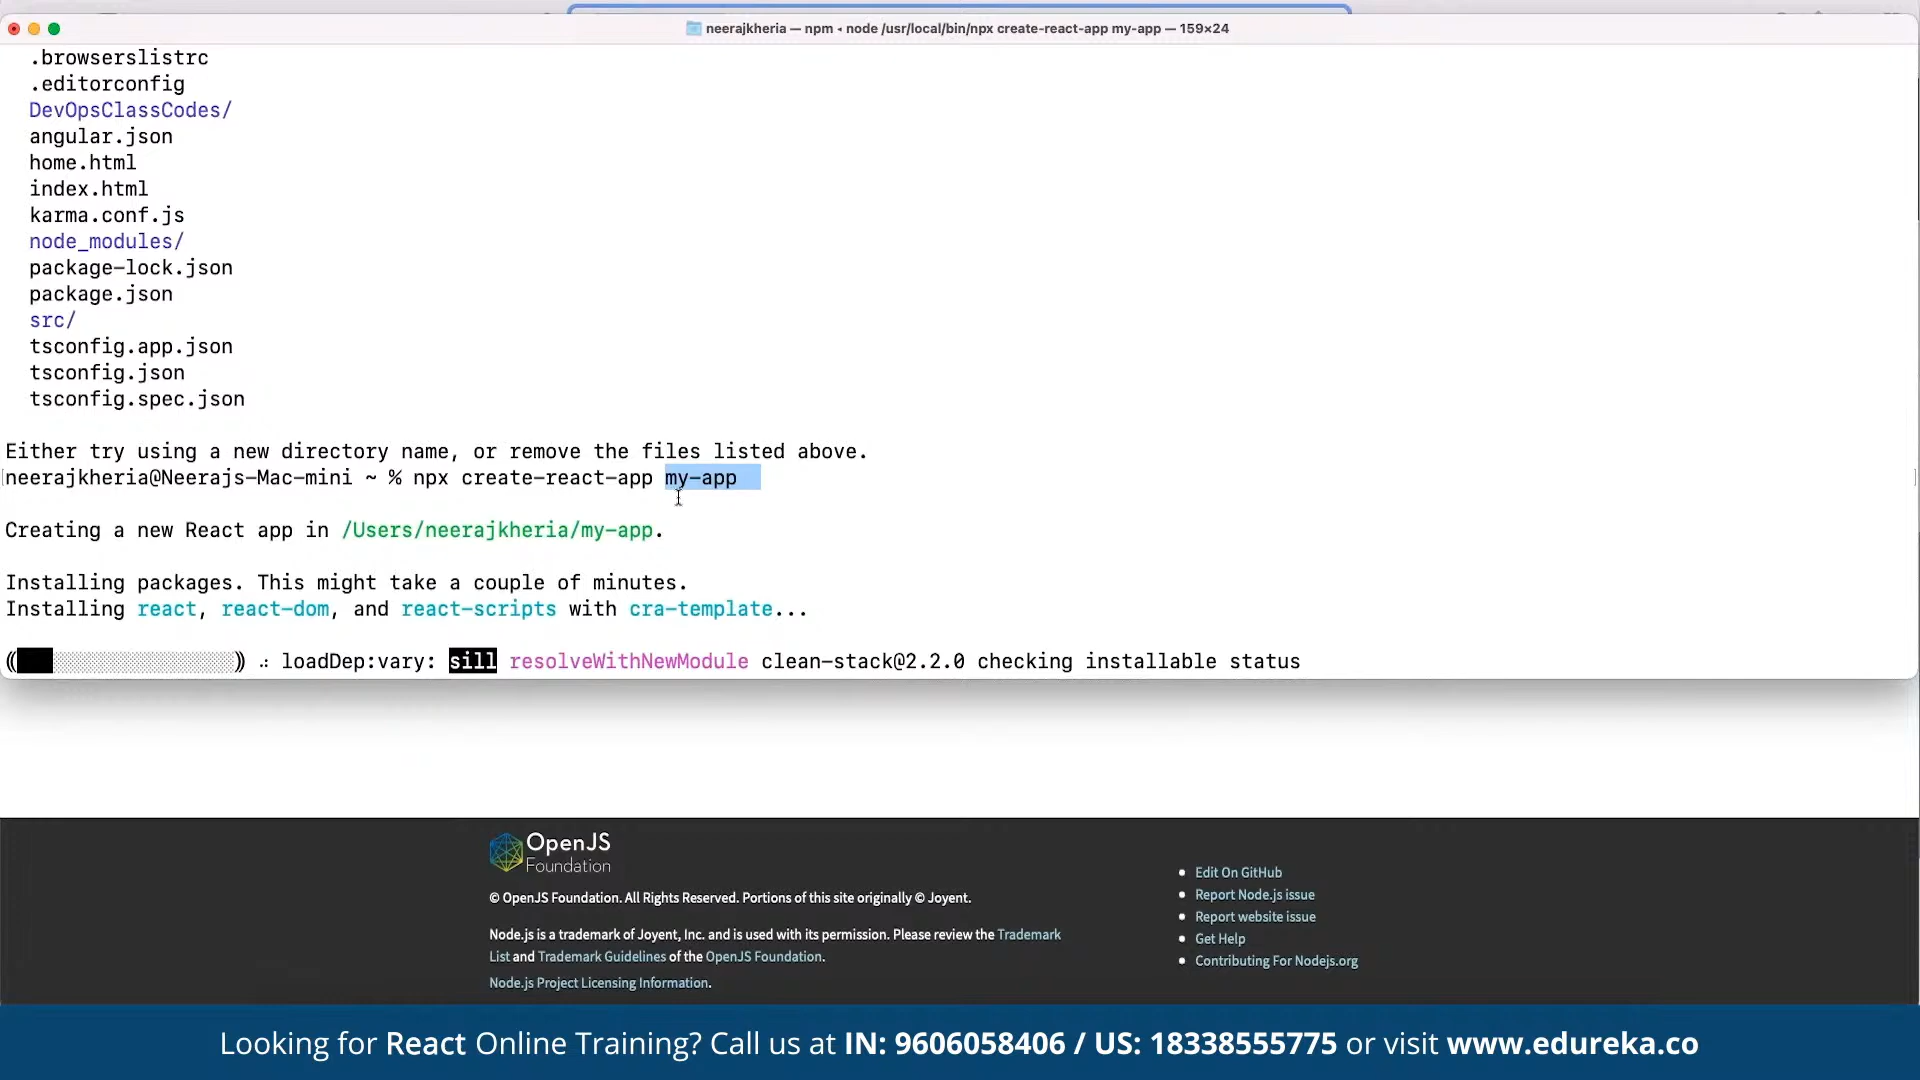 neerajkheria — npm ◂ node /usr/local/bin/npx create-react-app my-app — 159×24
.browserslistrc
.editorconfig
DevOpsClassCodes/
angular.json
home.html
index.html
karma.conf.js
node_modules/
package-lock.json
package.json
src/
tsconfig.app.json
tsconfig.json
tsconfig.spec.json
Either try using a new directory name, or remove the files listed above.
neerajkheria@Neerajs-Mac-mini ~ % npx create-react-app my-app
Creating a new React app in /Users/neerajkheria/my-app.
Installing packages. This might take a couple of minutes.
Installing react, react-dom, and react-scripts with cra-template...
loadDep:vary: sill resolveWithNewModule clean-stack@2.2.0 checking installable status
OpenJS
Foundation
© OpenJS Foundation. All Rights Reserved. Portions of this site originally © Joyent.
Node.js is a trademark of Joyent, Inc. and is used with its permission. Please review the Trademark
List and Trademark Guidelines of the OpenJS Foundation.
Node.js Project Licensing Information.
Edit On GitHub
Report Node.js issue
Report website issue
Get Help
Contributing For Nodejs.org
Looking for React Online Training? Call us at IN: 9606058406 / US: 18338555775 or visit www.edureka.co